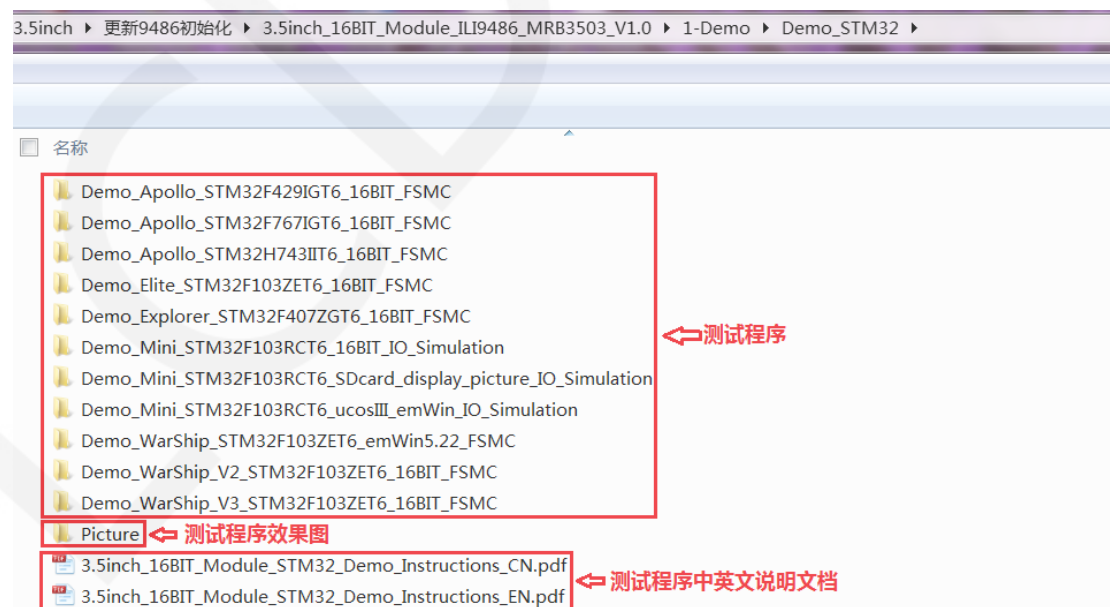 3.5inch ▸ 更新9486初始化 ▸ 3.5inch_16BIT_Module_ILI9486_MRB3503_V1.0 ▸ 1-Demo ▸ Demo_STM32 ▸
名称
Demo_Apollo_STM32F429IGT6_16BIT_FSMC
Demo_Apollo_STM32F767IGT6_16BIT_FSMC
Demo_Apollo_STM32H743IIT6_16BIT_FSMC
Demo_Elite_STM32F103ZET6_16BIT_FSMC
Demo_Explorer_STM32F407ZGT6_16BIT_FSMC
测试程序
Demo_Mini_STM32F103RCT6_16BIT_IO_Simulation
Demo_Mini_STM32F103RCT6_SDcard_display_picture_IO_Simulation
Demo_Mini_STM32F103RCT6_ucosIII_emWin_IO_Simulation
Demo_WarShip_STM32F103ZET6_emWin5.22_FSMC
Demo_WarShip_V2_STM32F103ZET6_16BIT_FSMC
Demo_WarShip_V3_STM32F103ZET6_16BIT_FSMC
Picture 测试程序效果图
3.5inch_16BIT_Module_STM32_Demo_Instructions_CN.pdf
测试程序中英文说明文档
3.5inch_16BIT_Module_STM32_Demo_Instructions_EN.pdf